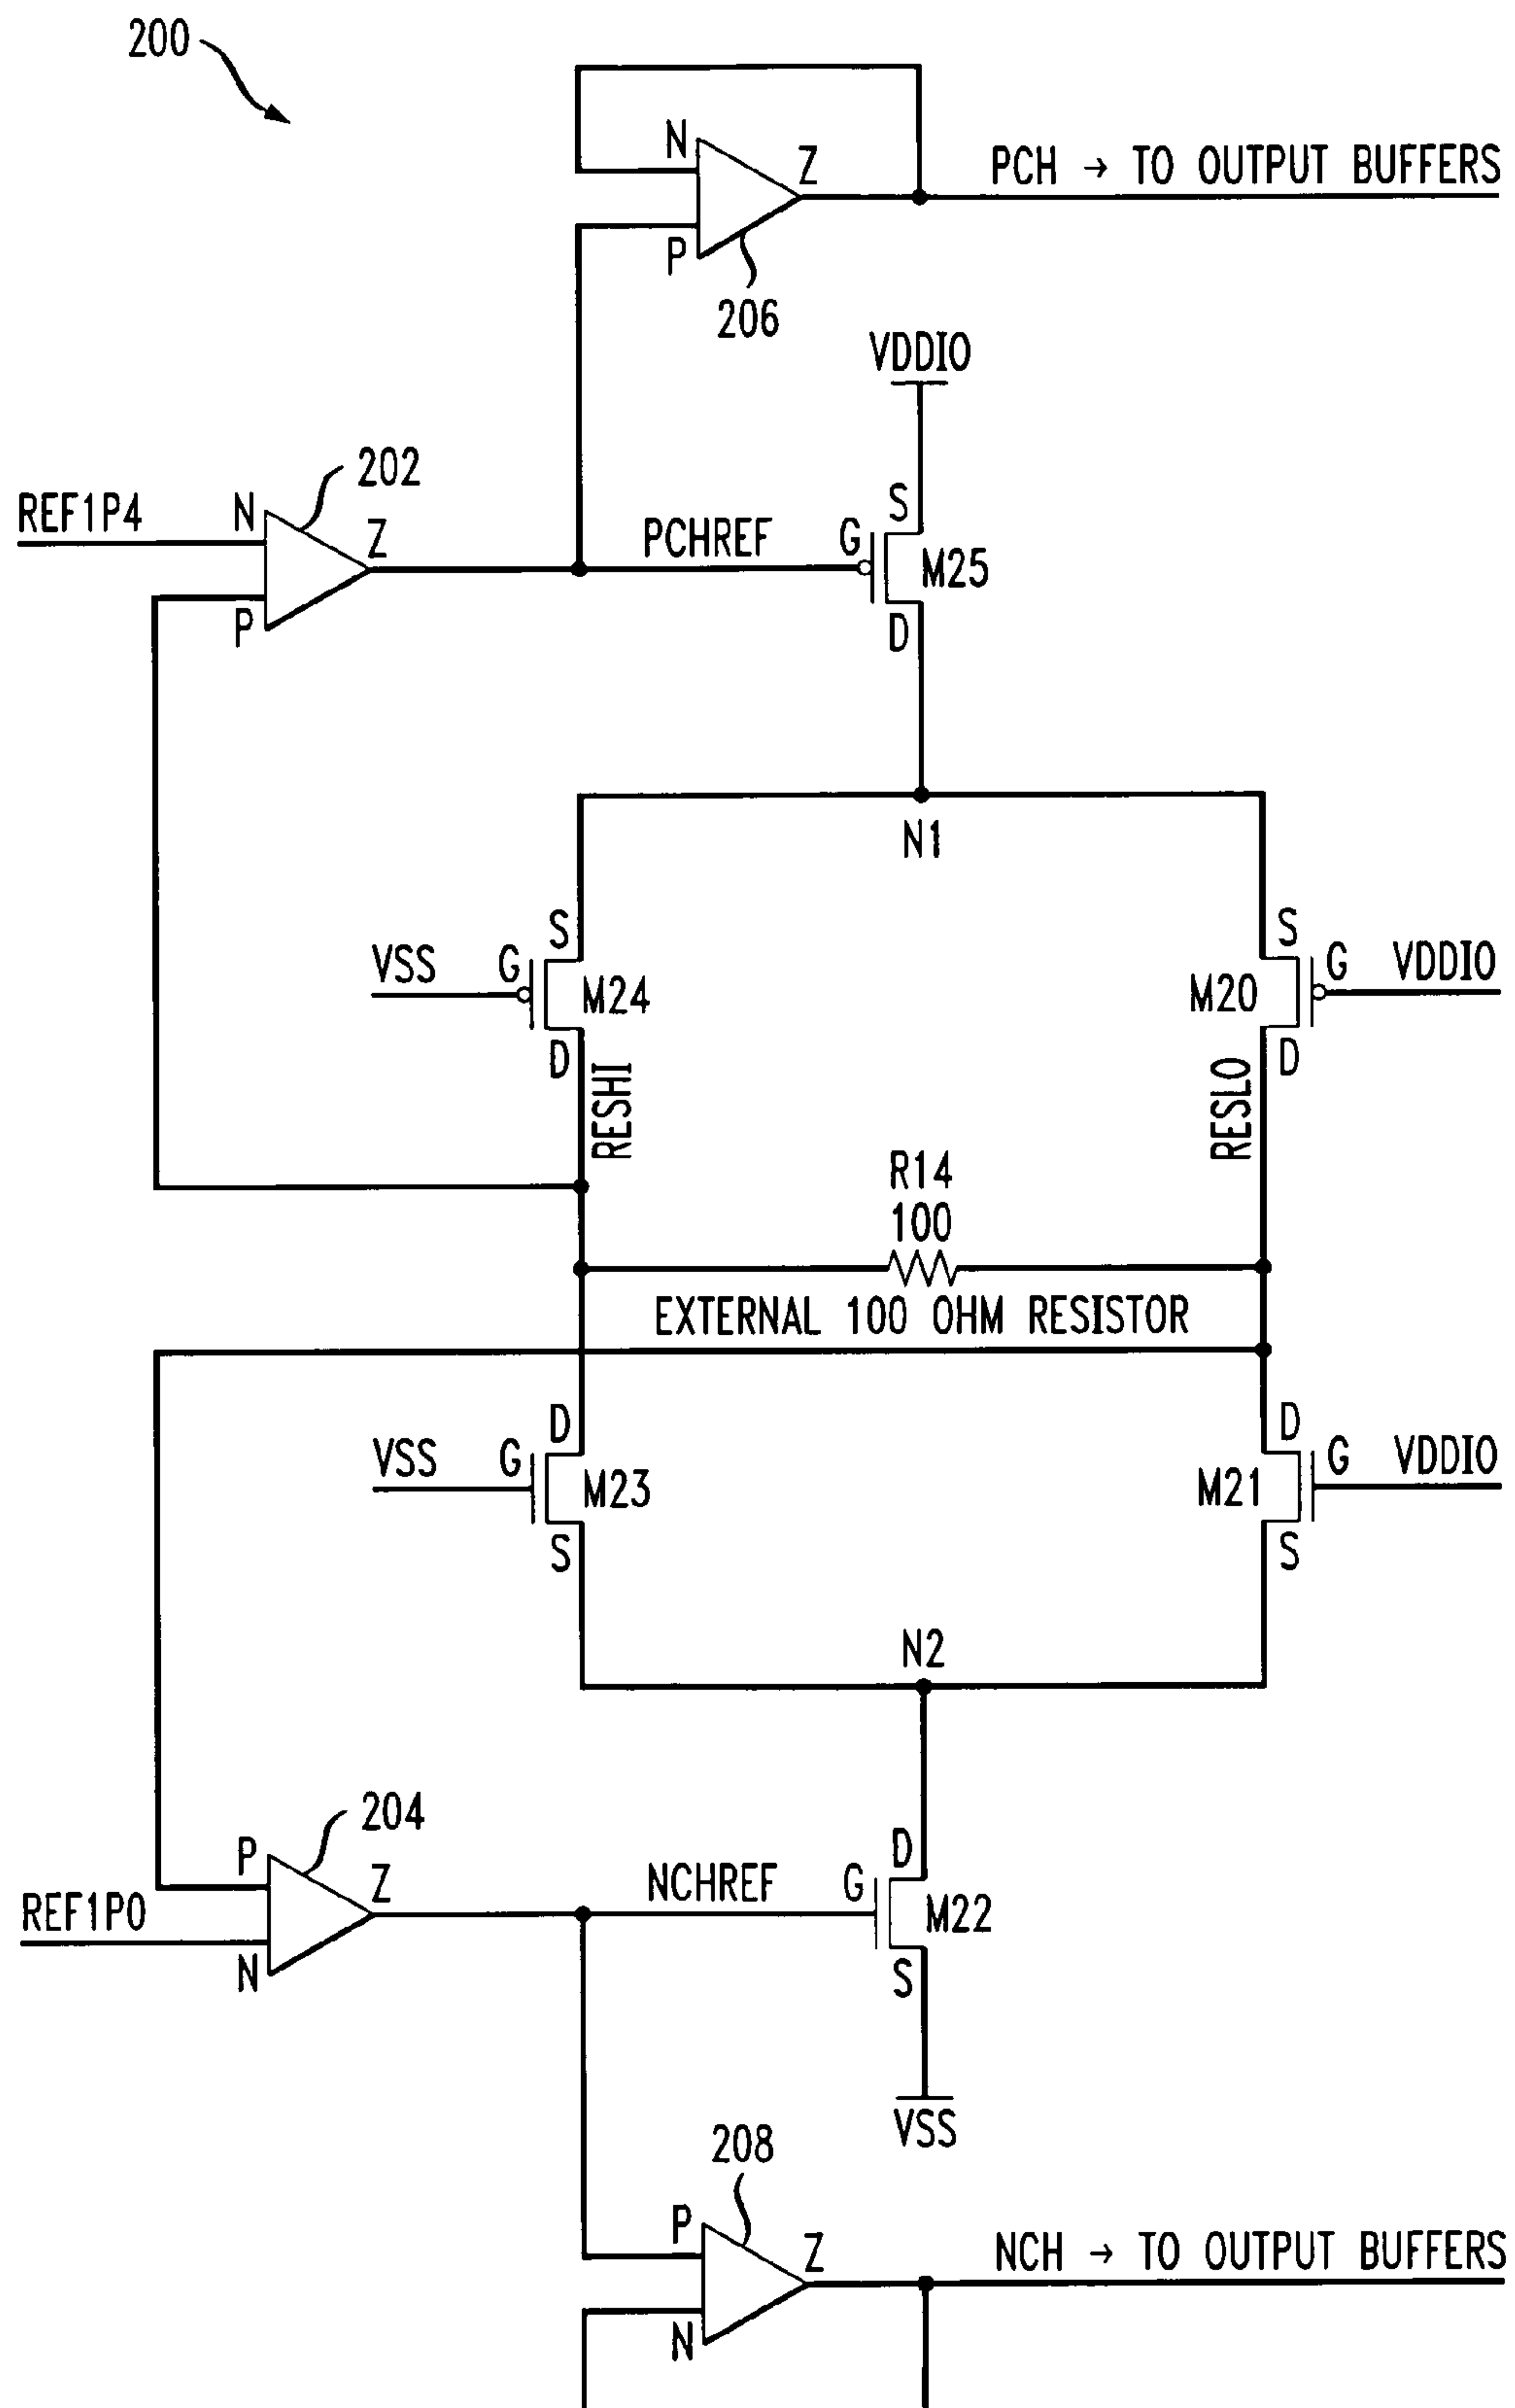 200
N
Z
PCH → TO OUTPUT BUFFERS
P
206
VDDIO
202
REF1P4
N
Z
PCHREF
S
G
M25
P
D
N1
S
S
VSS
G
M24
M20
G
VDDIO
D
D
RESHI
RESLO
R14
100
EXTERNAL 100 OHM RESISTOR
D
D
VSS
G
M23
M21
G
VDDIO
S
S
N2
204
P
Z
NCHREF
D
G
M22
REF1P0
N
S
VSS
208
P
Z
NCH → TO OUTPUT BUFFERS
N